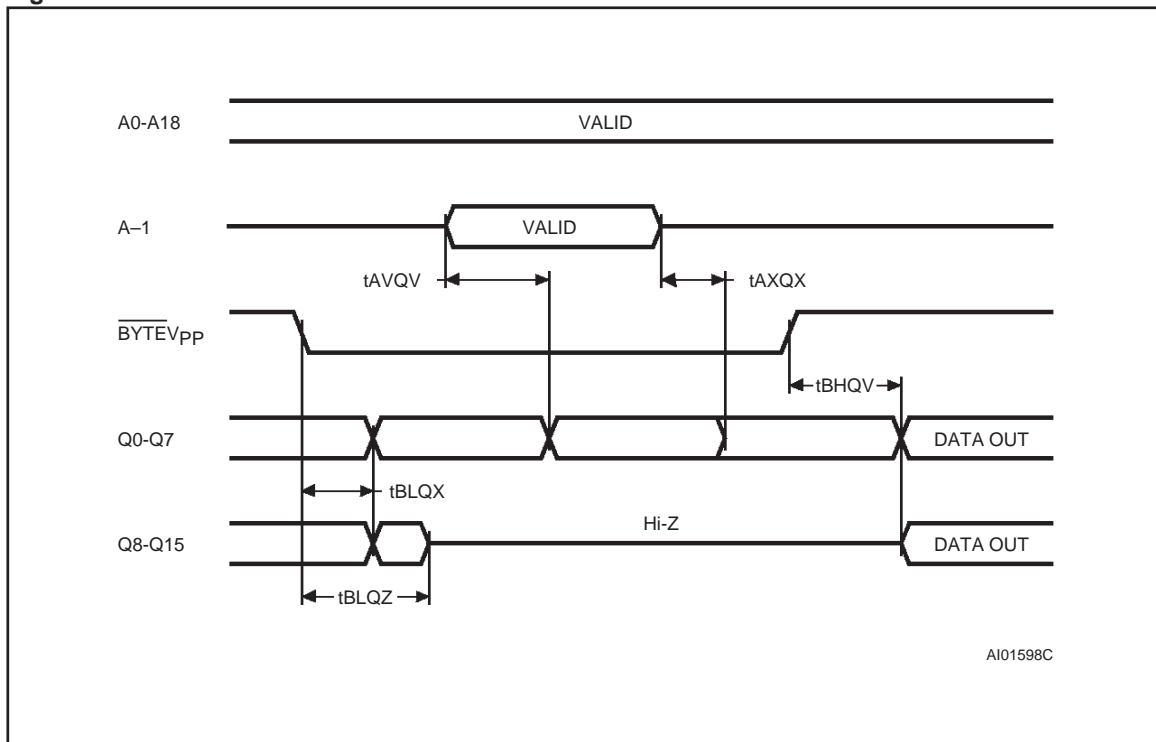 A0-A18 VALID
A–1 VALID
tAVQV tAXQX
BYTEVPP
tBHQV
Q0-Q7 DATA OUT
tBLQX
Hi-Z
Q8-Q15 DATA OUT
tBLQZ
AI01598C